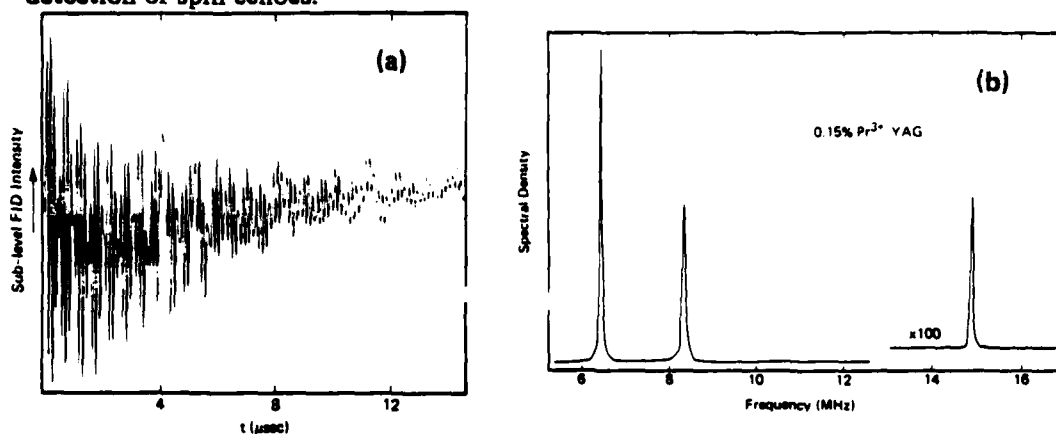 detection of spin echoes.
(a)
Sub-level FID Intensity
4
8
12
t (μsec)
(b)
0.15% Pr³⁺ YAG
Spectral Density
x100
6
8
10
12
14
16
Frequency (MHz)